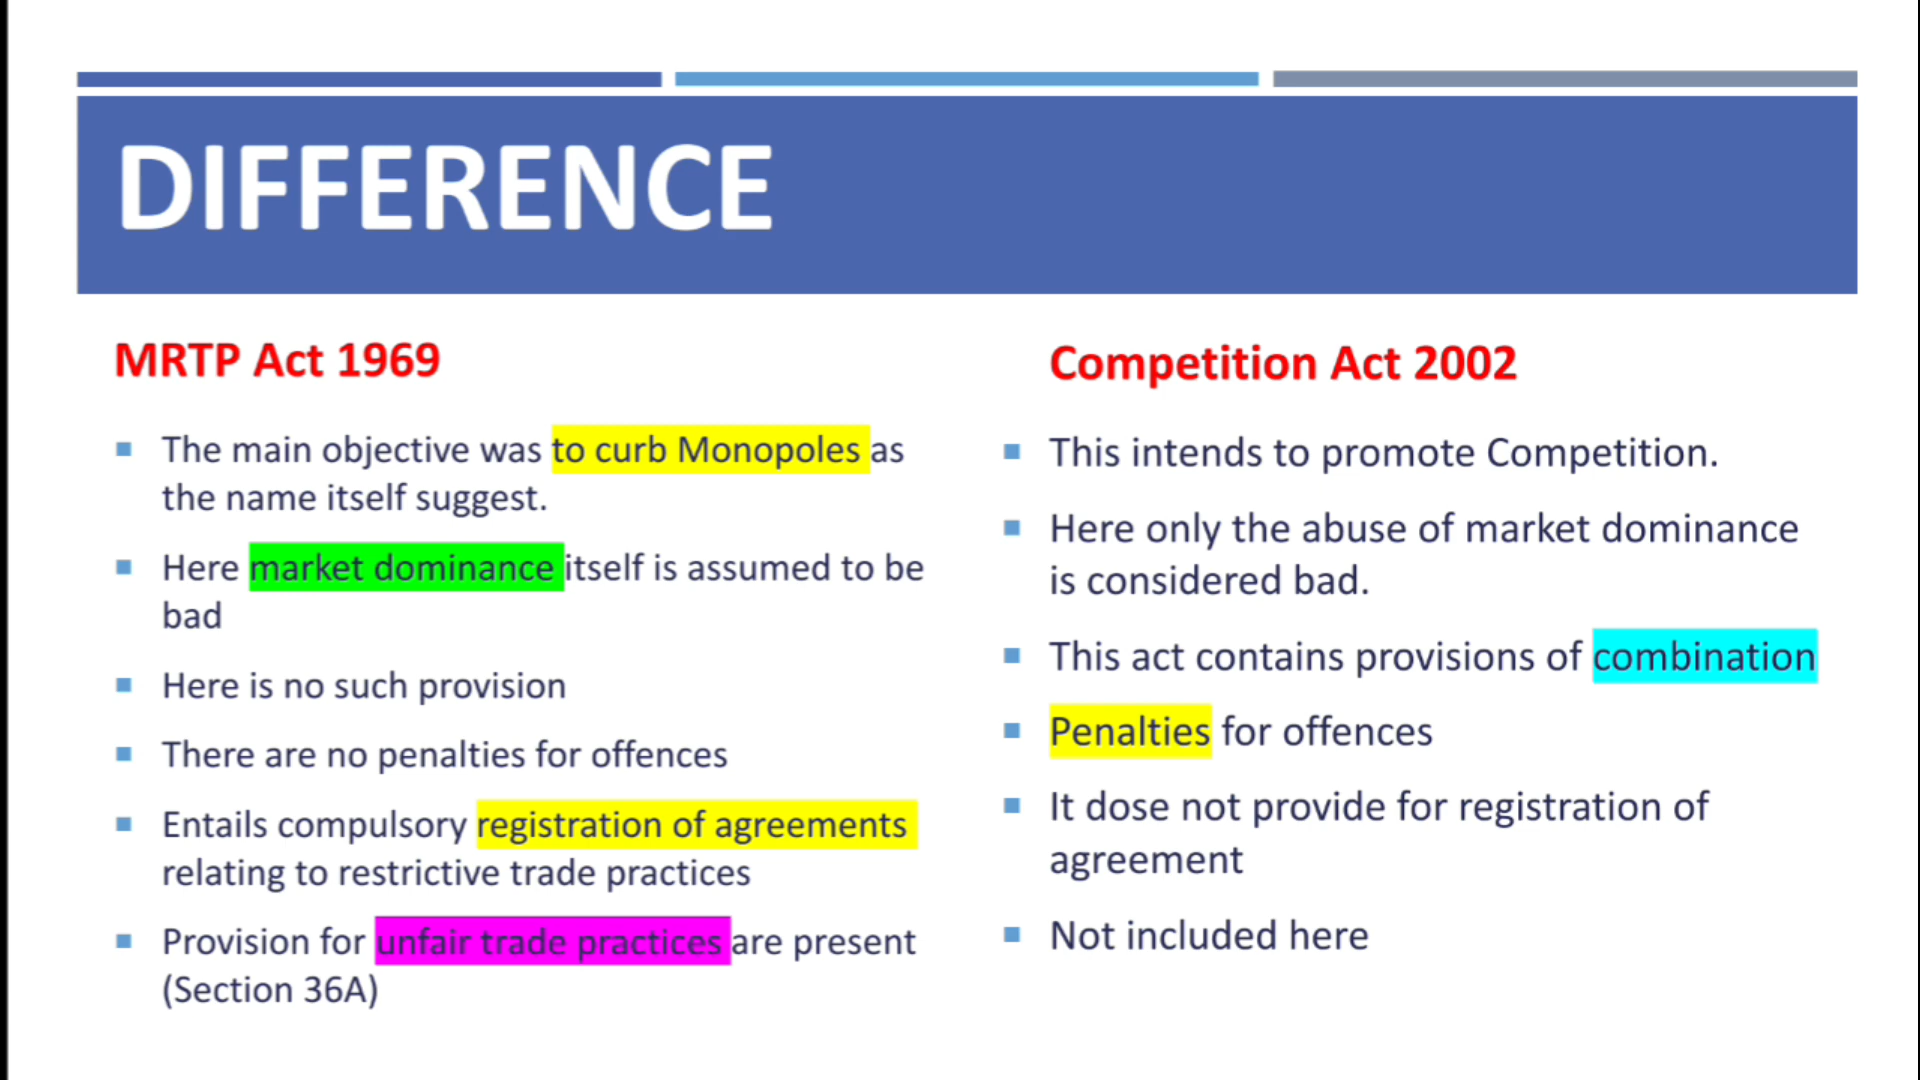 DIFFERENCE
MRTP Act 1969
The main objective was to curb Monopoles as
the name itself suggest.
Here market dominance itself is assumed to be
bad
Here is no such provision
There are no penalties for offences
Entails compulsory registration of agreements
relating to restrictive trade practices
Provision for unfair trade practices are present
(Section 36A)
Competition Act 2002
This intends to promote Competition.
Here only the abuse of market dominance
is considered bad.
This act contains provisions of combination
Penalties for offences
It dose not provide for registration of
agreement
Not included here